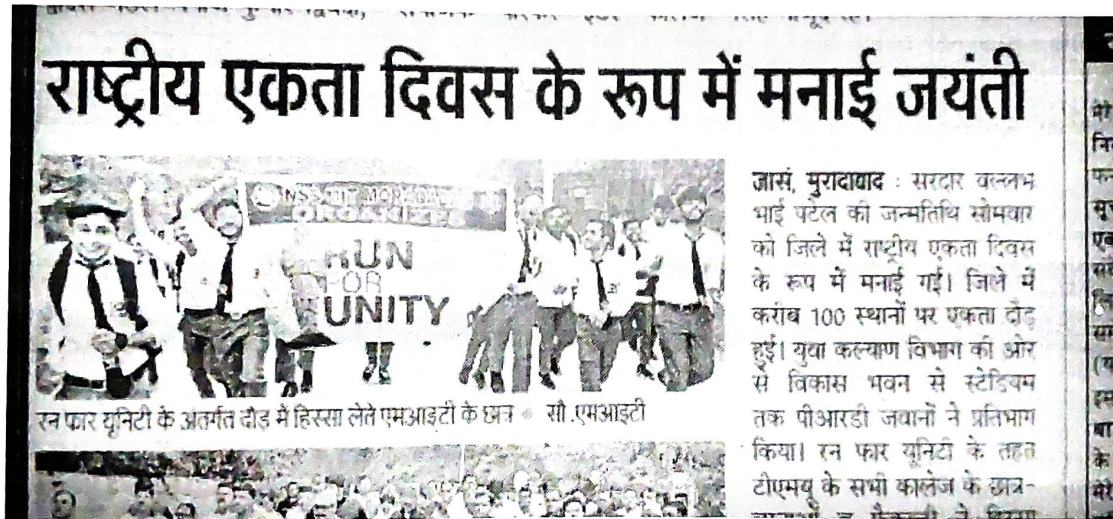 राष्ट्रीय एकता दिवस के रूप में मनाई जयंती
ORGANIZED
RUN
FOR
UNITY
रन फार यूनिटी के अंतर्गत दौड़ में हिस्सा लेते एमआइटी के छात्र सौ.एमआइटी
जासं, मुरादाबाद : सरदार वल्लभ
भाई पटेल की जन्मतिथि सोमवार
को जिले में राष्ट्रीय एकता दिवस
के रूप में मनाई गई। जिले में
करीब 100 स्थानों पर एकता दौड़
हुई। युवा कल्याण विभाग की ओर
से विकास भवन से स्टेडियम
तक पीआरडी जवानों ने प्रतिभाग
किया। रन फार यूनिटी के तहत
टीएमयू के सभी कालेज के छात्र-